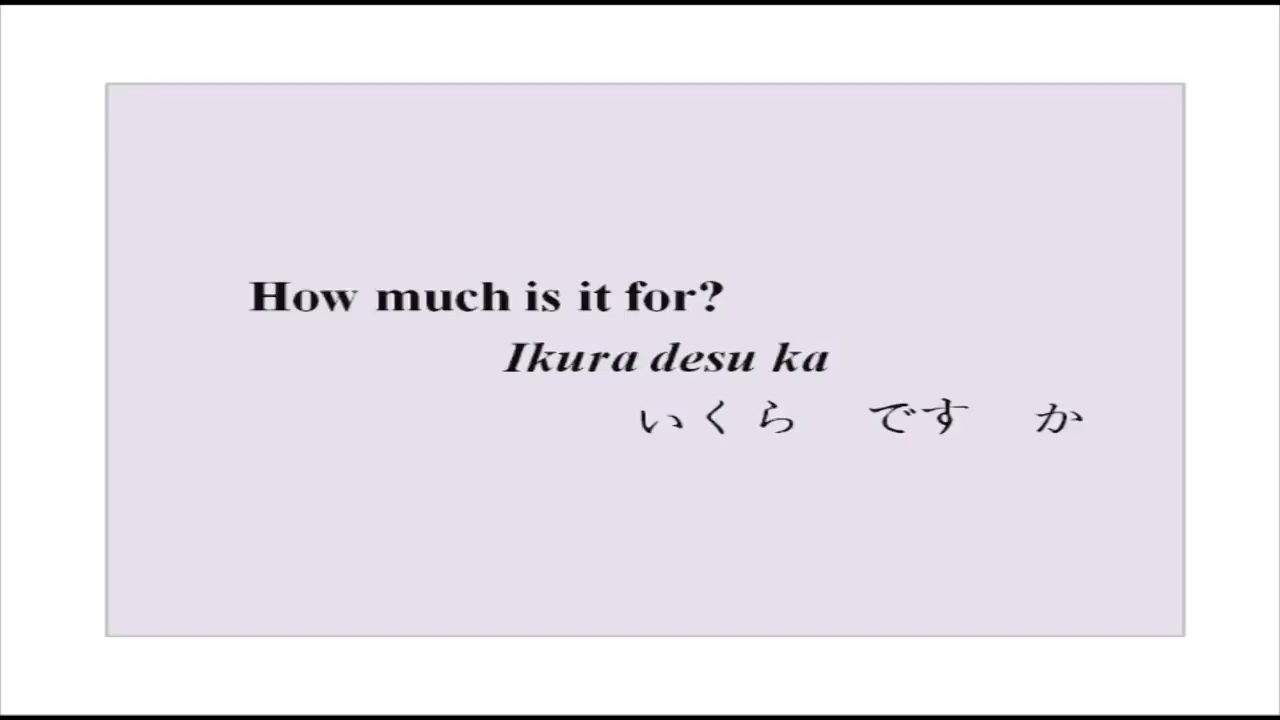 How much is it for?
Ikura desu ka
いくら です か